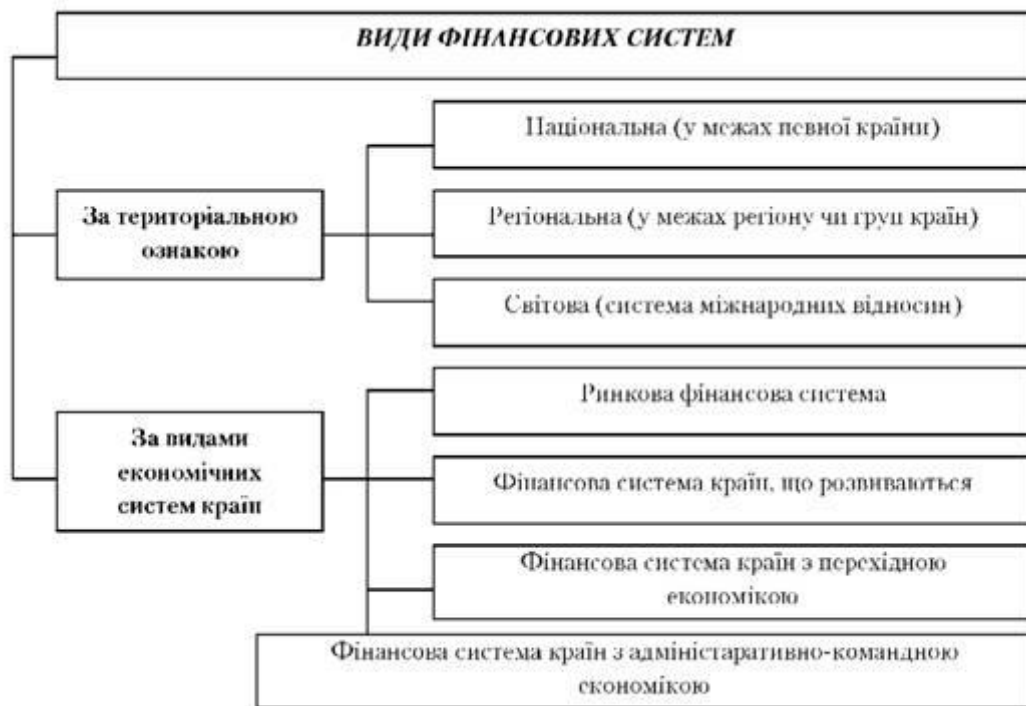 ВИДИ ФІНАНСОВИХ СИСТЕМ
Національна (у межах певної країни)
За територіальною
ознакою
Регіональна (у межах регіону чи груп країн)
Світова (система міжнародних відносин)
Ринкова фінансова система
За видами
економічних
систем країн
Фінансова система країн, що розвиваються
Фінансова система країн з перехідною
економікою
Фінансова система країн з адміністаративно-командною
економікою